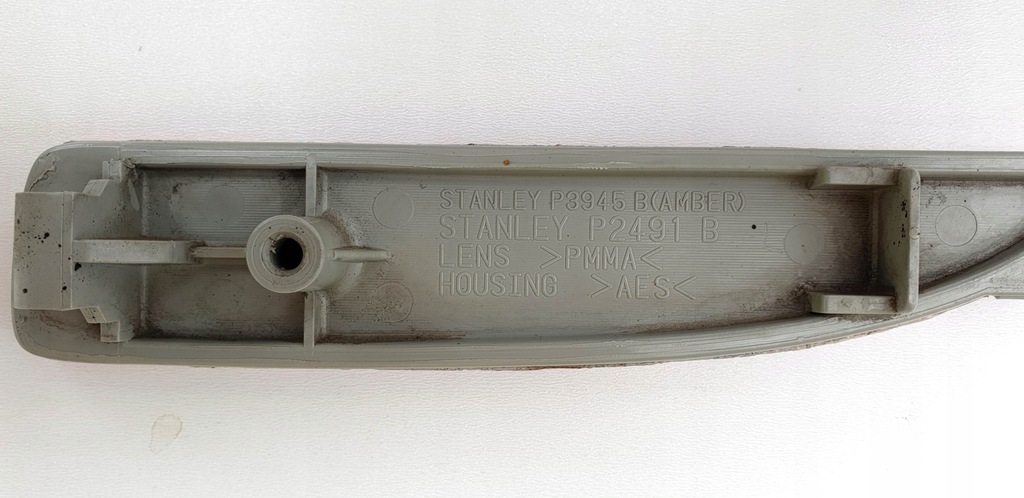 STANLEY P3945 B(AMBER)
STANLEY P2491 B
LENS >PMMA<
HOUSING >AES<